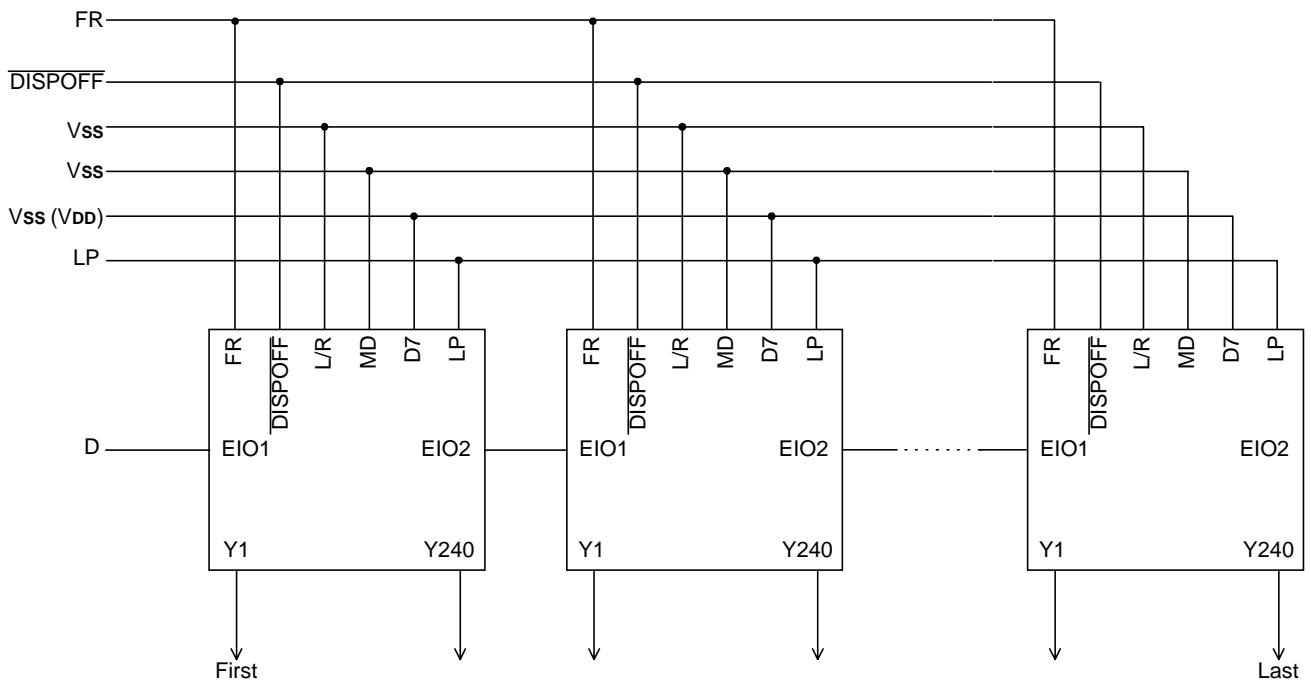 FR
DISPOFF
Vss
Vss
Vss (VDD)
LP
FR DISPOFF L/R MD D7 LP
FR DISPOFF L/R MD D7 LP
FR DISPOFF L/R MD D7 LP
D
EIO1 EIO2
EIO1 EIO2
EIO1 EIO2
Y1 Y240
Y1 Y240
Y1 Y240
First
Last